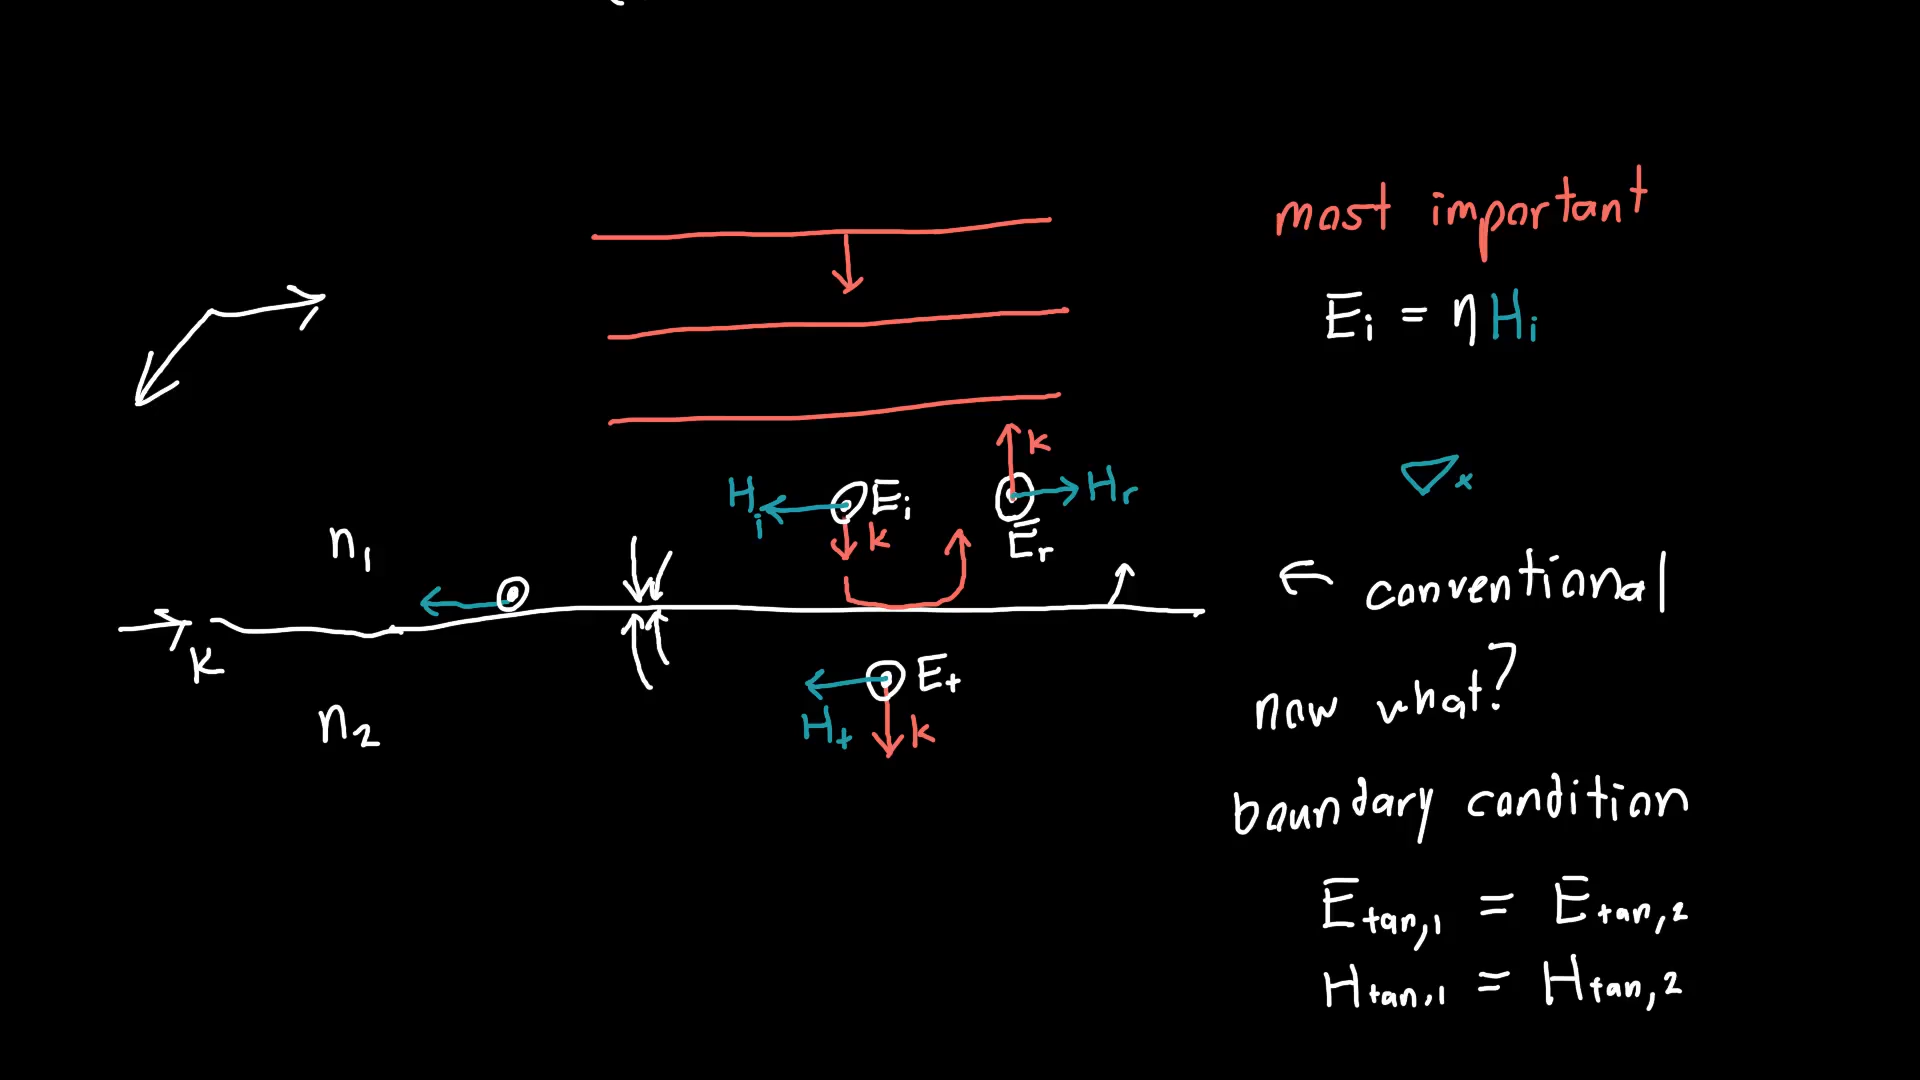 most important
Ei = ηHi
k
Hi
Ei
k
Hr
Er
∇×
n1
← conventional
k
n2
Et
Ht
k
now what?
boundary condition
Etan,1 = Etan,2
Htan,1 = Htan,2